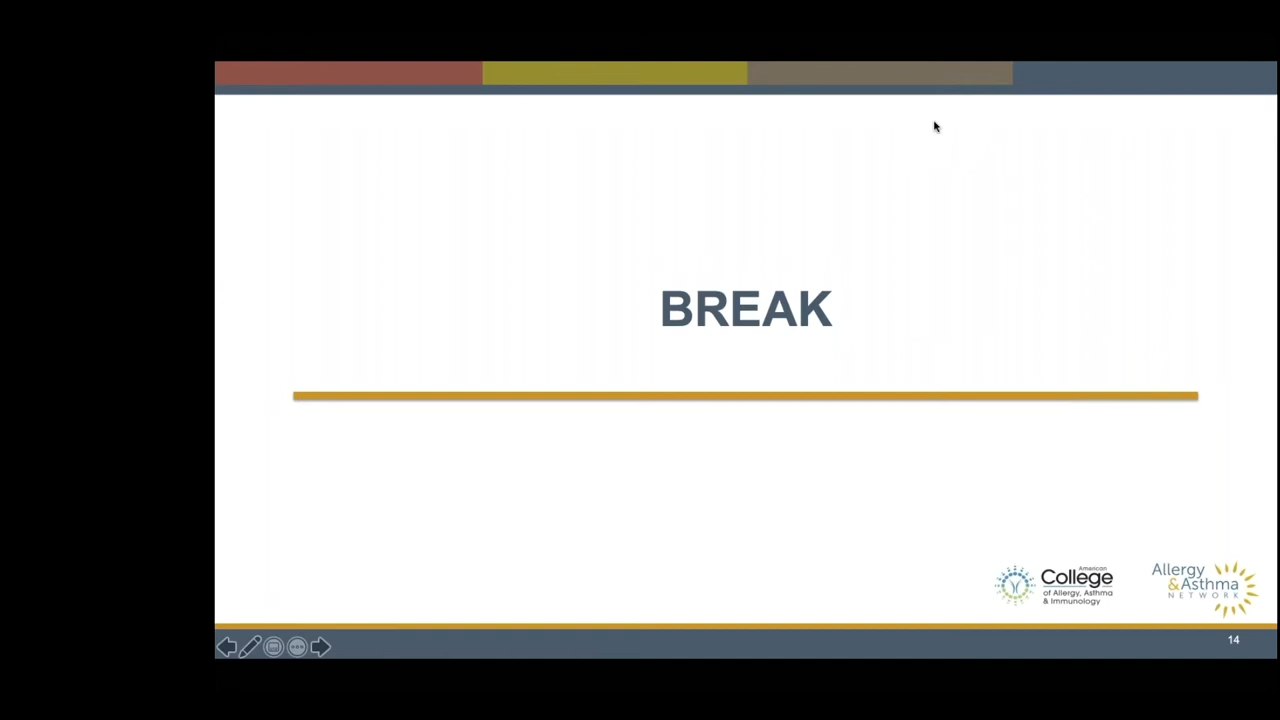 BREAK
American
College
of Allergy, Asthma
& Immunology
Allergy
&Asthma
NETWORK
14